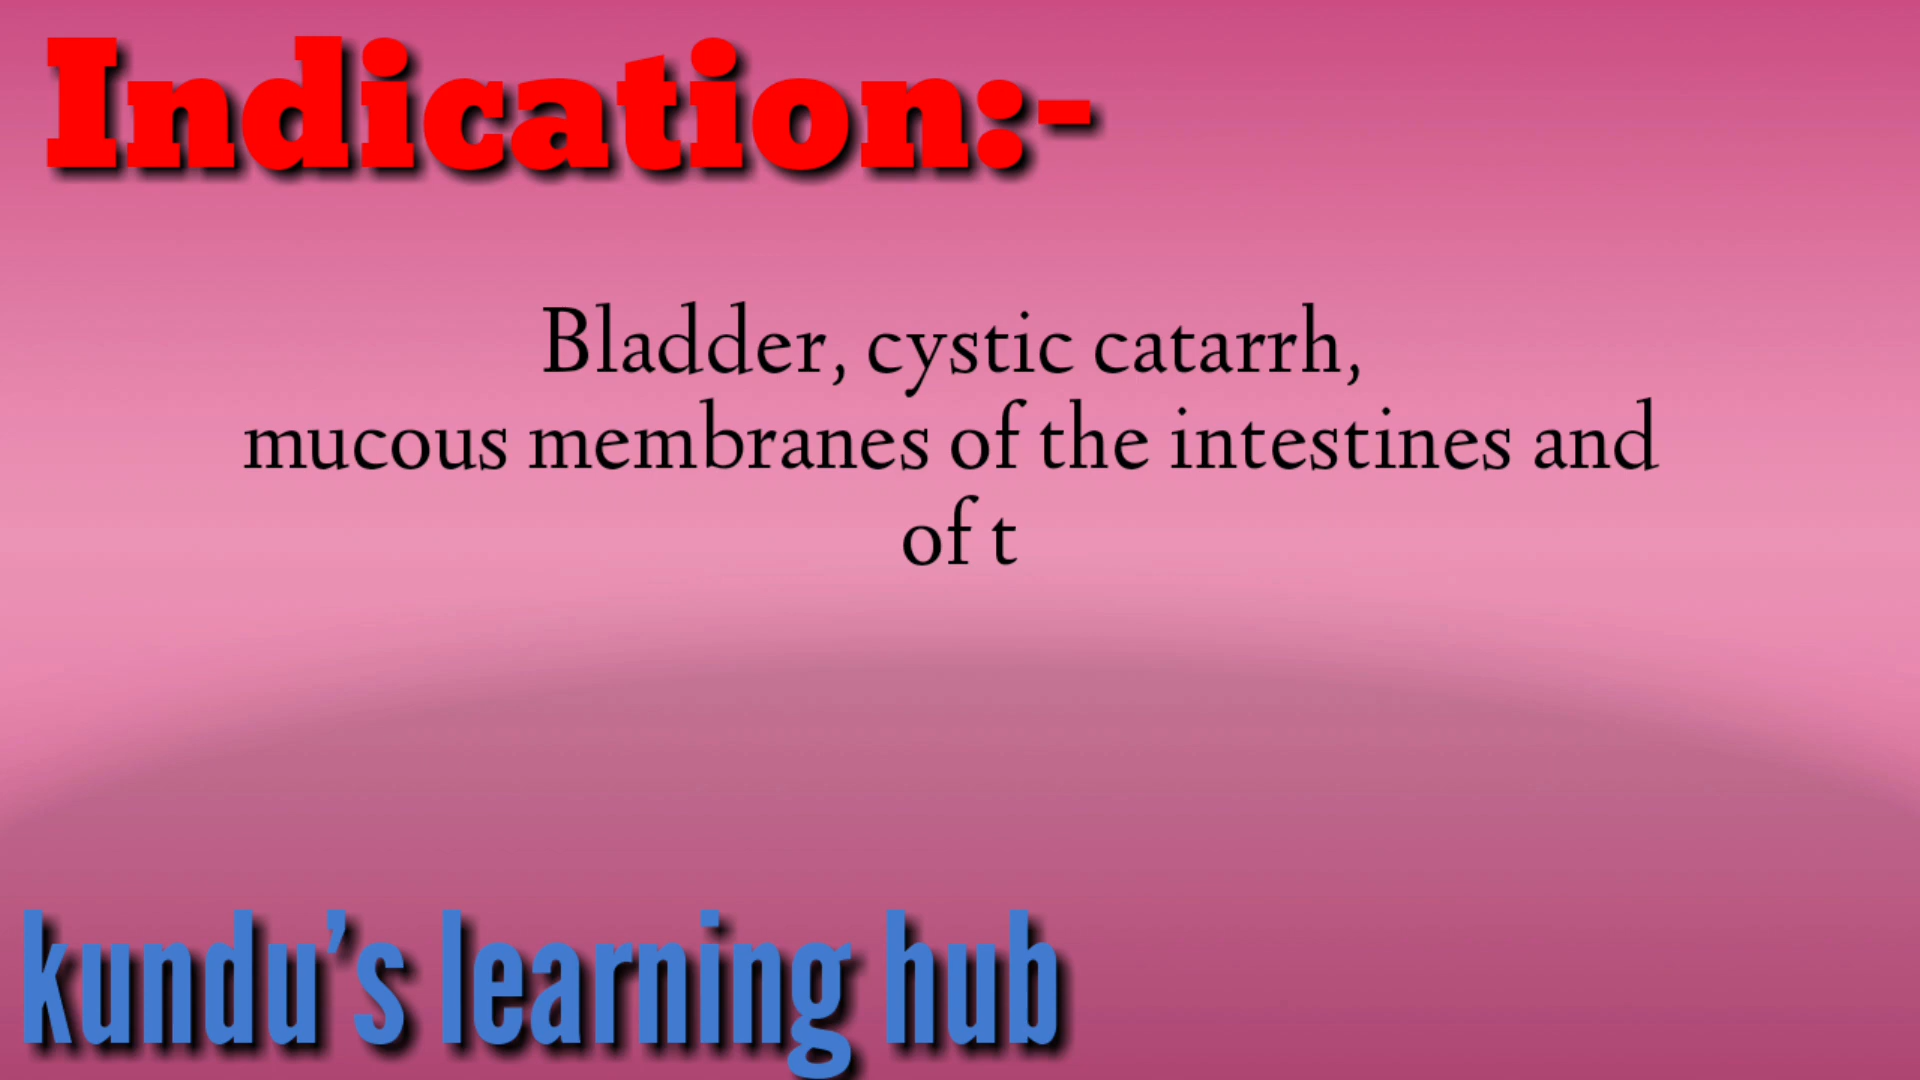 Indication:-
Bladder, cystic catarrh,
mucous membranes of the intestines and
of t
kundu's learning hub